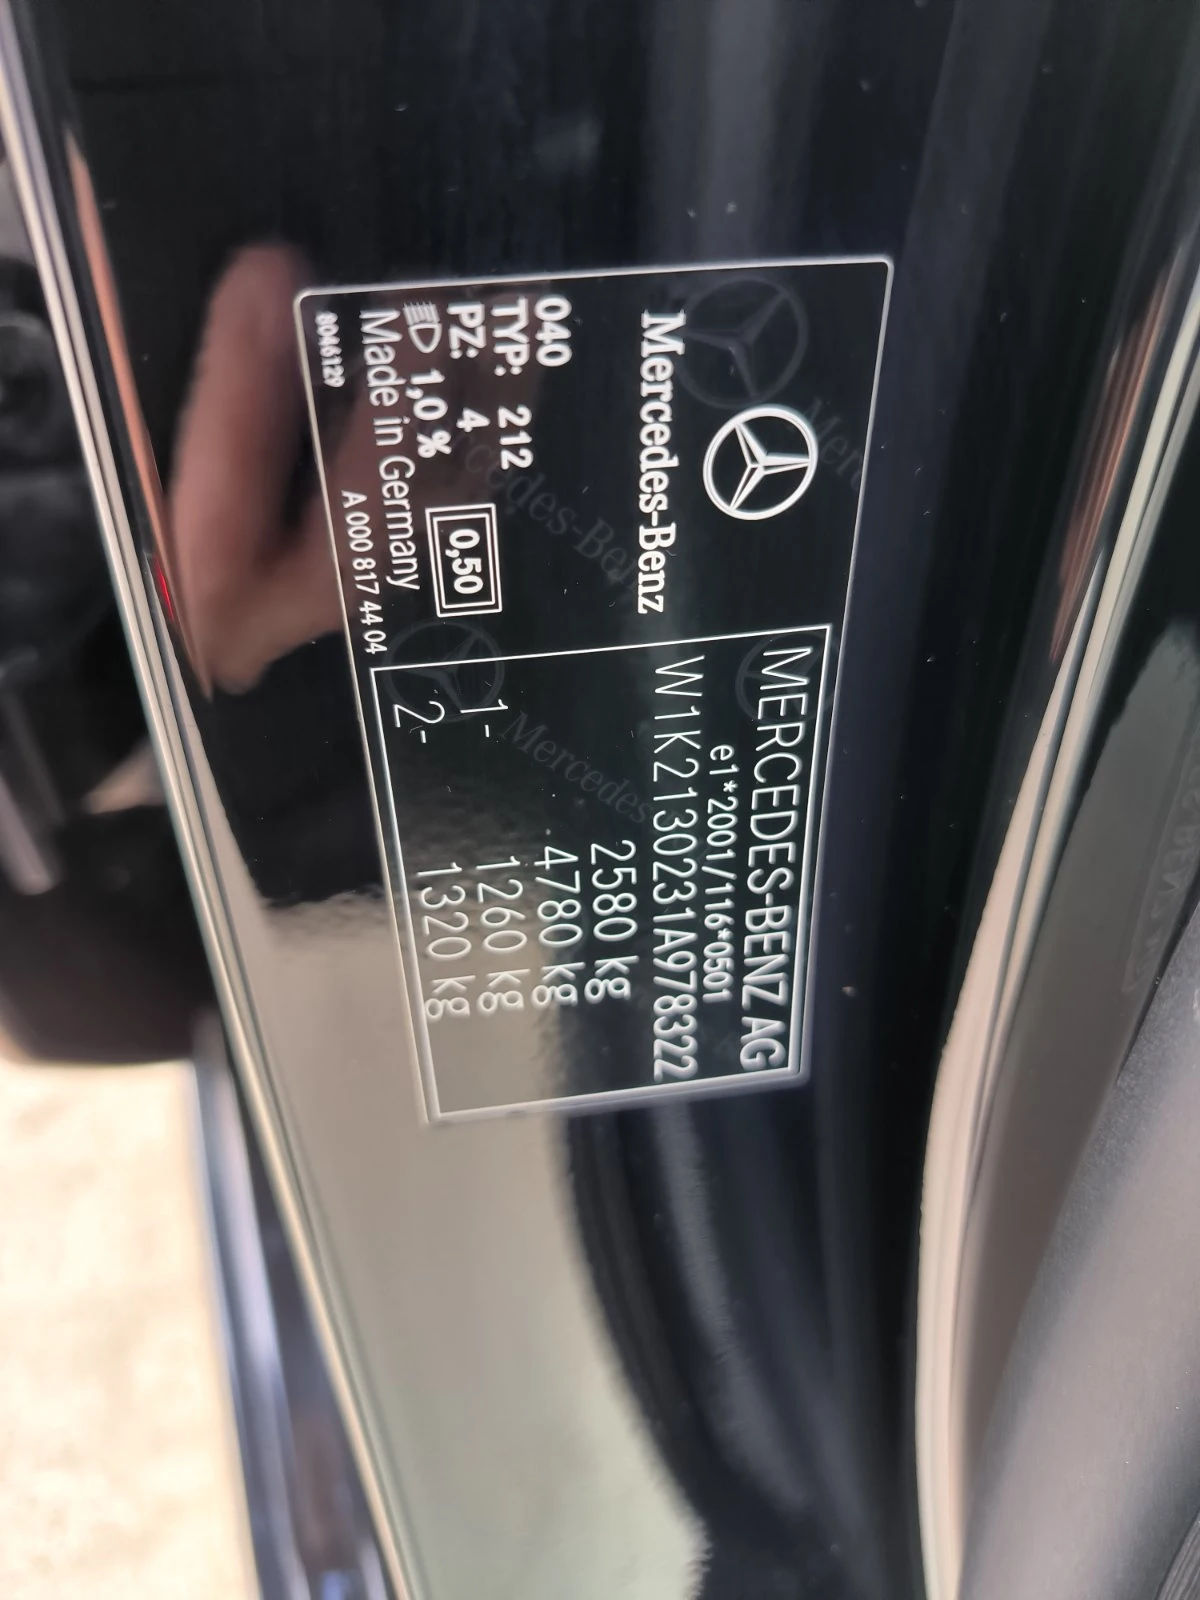 Mercedes-Benz
040
TYP: 212
PZ: 4
1,0 %
0,50
Made in Germany
8046129
A 000 817 44 04
MERCEDES-BENZ AG
e1*2001/116*0501
W1K2130231A978322
2580 kg
4780 kg
1- 1260 kg
2- 1320 kg